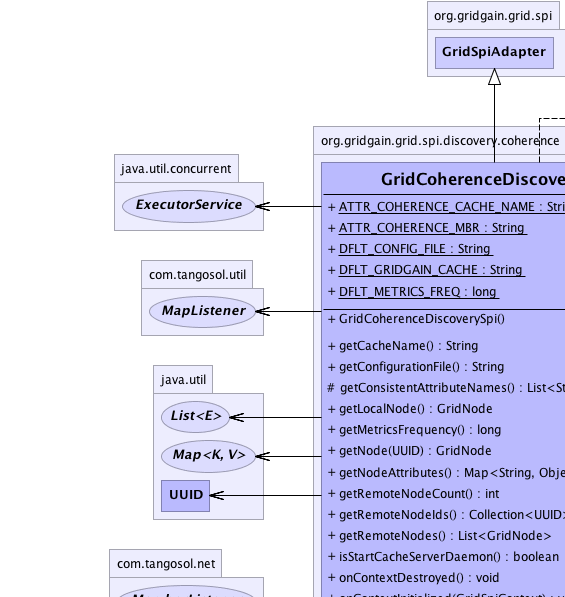 org.gridgain.grid.spi
GridSpiAdapter
org.gridgain.grid.spi.discovery.coherence
java.util.concurrent
ExecutorService
com.tangosol.util
MapListener
java.util
List<E>
Map<K, V>
UUID
com.tangosol.net
GridCoherenceDiscove
+ ATTR_COHERENCE_CACHE_NAME : Stri
+ ATTR_COHERENCE_MBR : String
+ DFLT_CONFIG_FILE : String
+ DFLT_GRIDGAIN_CACHE : String
+ DFLT_METRICS_FREQ : long
+ GridCoherenceDiscoverySpi()
+ getCacheName() : String
+ getConfigurationFile() : String
# getConsistentAttributeNames() : List<St
+ getLocalNode() : GridNode
+ getMetricsFrequency() : long
+ getNode(UUID) : GridNode
+ getNodeAttributes() : Map<String, Obje
+ getRemoteNodeCount() : int
+ getRemoteNodeIds() : Collection<UUID>
+ getRemoteNodes() : List<GridNode>
+ isStartCacheServerDaemon() : boolean
+ onContextDestroyed() : void
+ onContextInitialized(GridSpiContext) : v